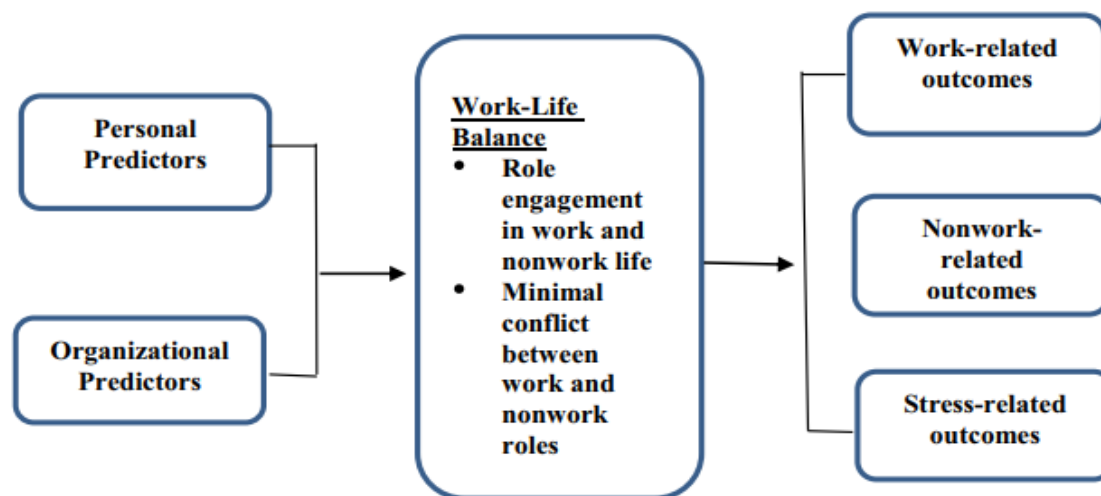 Personal
Predictors
Organizational
Predictors
Work-Life
Balance
• Role
engagement
in work and
nonwork life
• Minimal
conflict
between
work and
nonwork
roles
Work-related
outcomes
Nonwork-
related
outcomes
Stress-related
outcomes